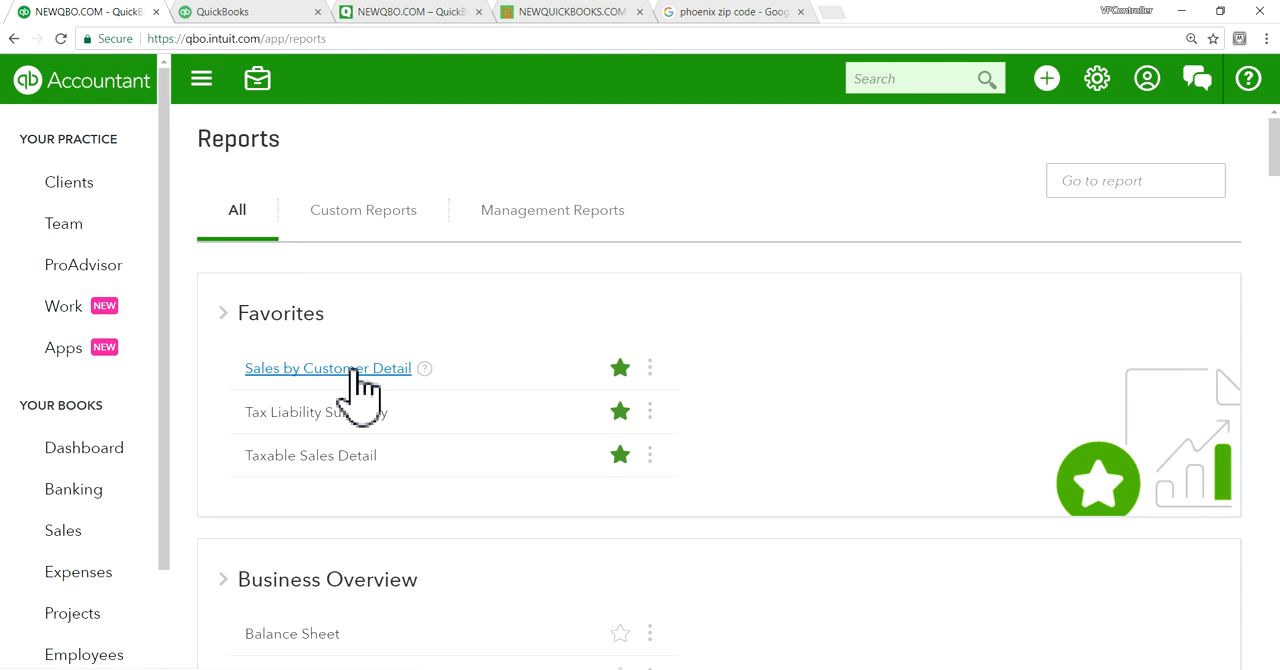 NEWQBO.COM - QuickB
QuickBooks
NEWQBO.COM – QuickB
NEWQUICKBOOKS.COM
phoenix zip code - Goog
VPController
Secure
https://qbo.intuit.com/app/reports
qb Accountant
Search
YOUR PRACTICE
Clients
Team
ProAdvisor
Work NEW
Apps NEW
YOUR BOOKS
Dashboard
Banking
Sales
Expenses
Projects
Employees
Reports
Go to report
All
Custom Reports
Management Reports
Favorites
Sales by Customer Detail
Tax Liability Summary
Taxable Sales Detail
Business Overview
Balance Sheet